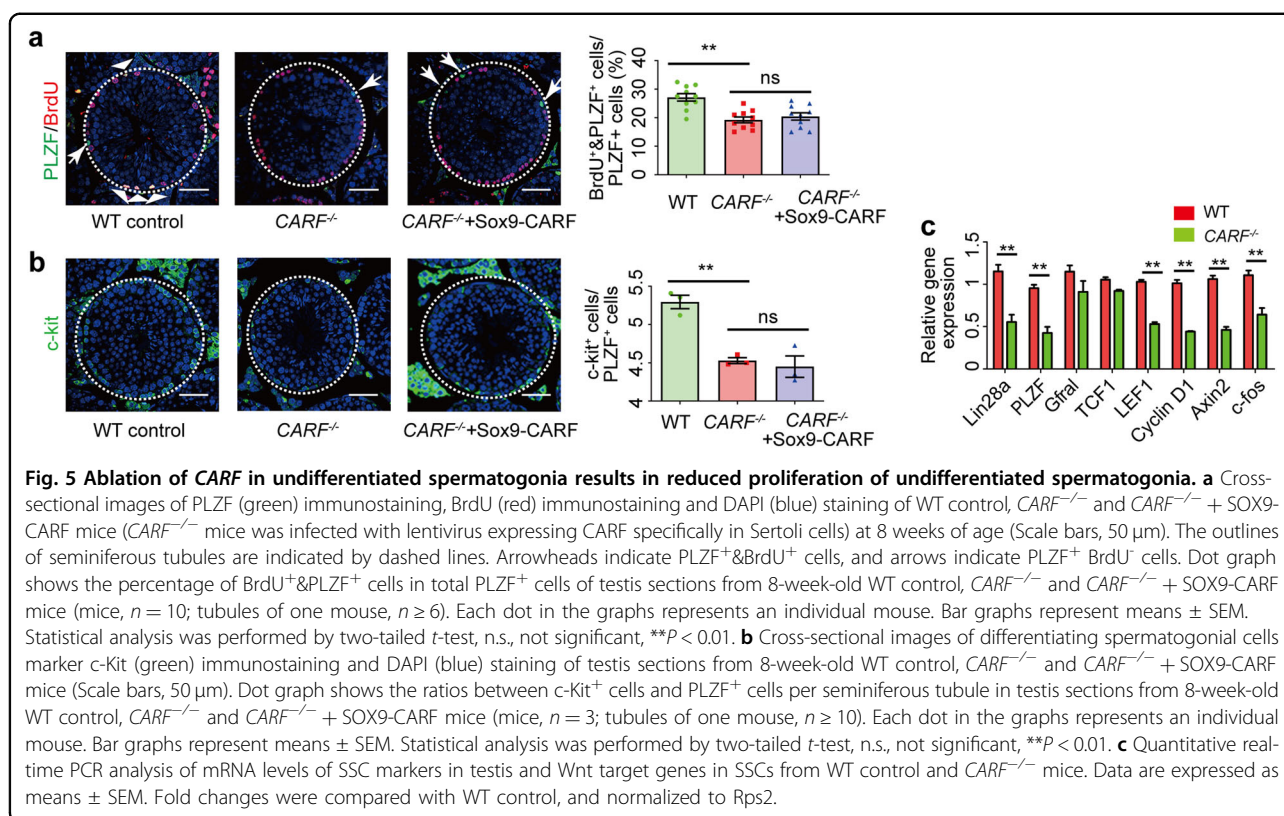 a
PLZF/BrdU
WT control
CARF-/-
CARF-/-+Sox9-CARF
BrdU+&PLZF+ cells/
PLZF+ cells (%)
0 10 20 30 40
**
ns
WT
CARF-/-
CARF-/-
+Sox9-CARF
b
c-kit
WT control
CARF-/-
CARF-/-+Sox9-CARF
c-kit+ cells/
PLZF+ cells
4 4.5 5 5.5
**
ns
WT
CARF-/-
CARF-/-
+Sox9-CARF
c
WT
CARF-/-
Relative gene
expression
0 0.5 1 1.5
** ** ** ** ** **
Lin28a
PLZF
Gfral
TCF1
LEF1
Cyclin D1
Axin2
c-fos
Fig. 5 Ablation of CARF in undifferentiated spermatogonia results in reduced proliferation of undifferentiated spermatogonia. a Cross-
sectional images of PLZF (green) immunostaining, BrdU (red) immunostaining and DAPI (blue) staining of WT control, CARF−/− and CARF−/− + SOX9-
CARF mice (CARF−/− mice was infected with lentivirus expressing CARF specifically in Sertoli cells) at 8 weeks of age (Scale bars, 50 μm). The outlines
of seminiferous tubules are indicated by dashed lines. Arrowheads indicate PLZF+&BrdU+ cells, and arrows indicate PLZF+ BrdU- cells. Dot graph
shows the percentage of BrdU+&PLZF+ cells in total PLZF+ cells of testis sections from 8-week-old WT control, CARF−/− and CARF−/− + SOX9-CARF
mice (mice, n = 10; tubules of one mouse, n ≥ 6). Each dot in the graphs represents an individual mouse. Bar graphs represent means ± SEM.
Statistical analysis was performed by two-tailed t-test, n.s., not significant, **P < 0.01. b Cross-sectional images of differentiating spermatogonial cells
marker c-Kit (green) immunostaining and DAPI (blue) staining of testis sections from 8-week-old WT control, CARF−/− and CARF−/− + SOX9-CARF
mice (Scale bars, 50 μm). Dot graph shows the ratios between c-Kit+ cells and PLZF+ cells per seminiferous tubule in testis sections from 8-week-old
WT control, CARF−/− and CARF−/− + SOX9-CARF mice (mice, n = 3; tubules of one mouse, n ≥ 10). Each dot in the graphs represents an individual
mouse. Bar graphs represent means ± SEM. Statistical analysis was performed by two-tailed t-test, n.s., not significant, **P < 0.01. c Quantitative real-
time PCR analysis of mRNA levels of SSC markers in testis and Wnt target genes in SSCs from WT control and CARF−/− mice. Data are expressed as
means ± SEM. Fold changes were compared with WT control, and normalized to Rps2.